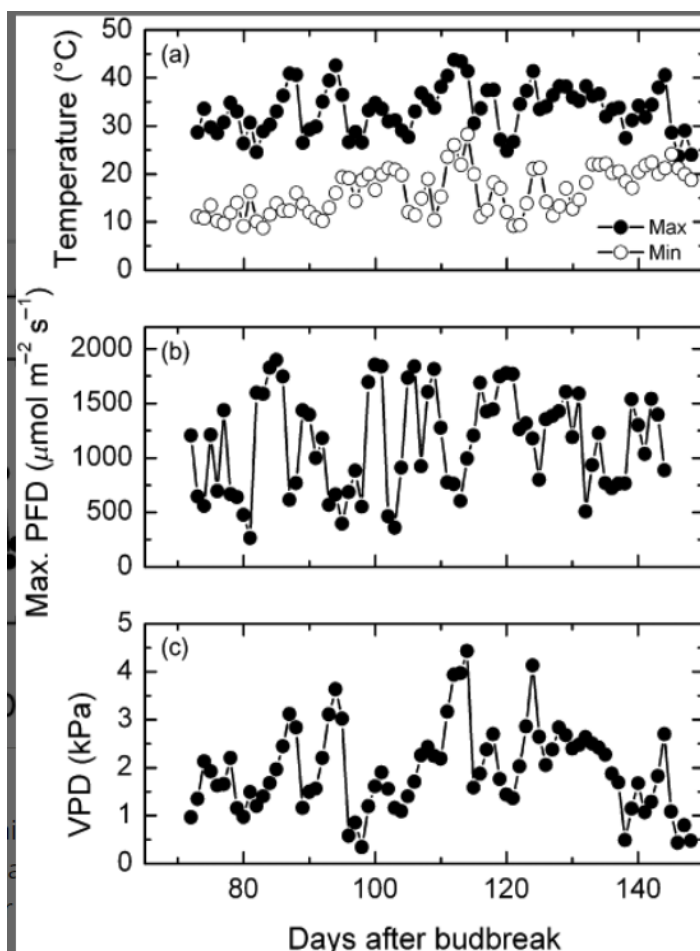 (a)
Temperature (°C)
50
40
30
20
10
0
Max
Min
(b)
Max. PFD (μmol m⁻² s⁻¹)
2000
1500
1000
500
0
(c)
VPD (kPa)
5
4
3
2
1
0
80 100 120 140
Days after budbreak